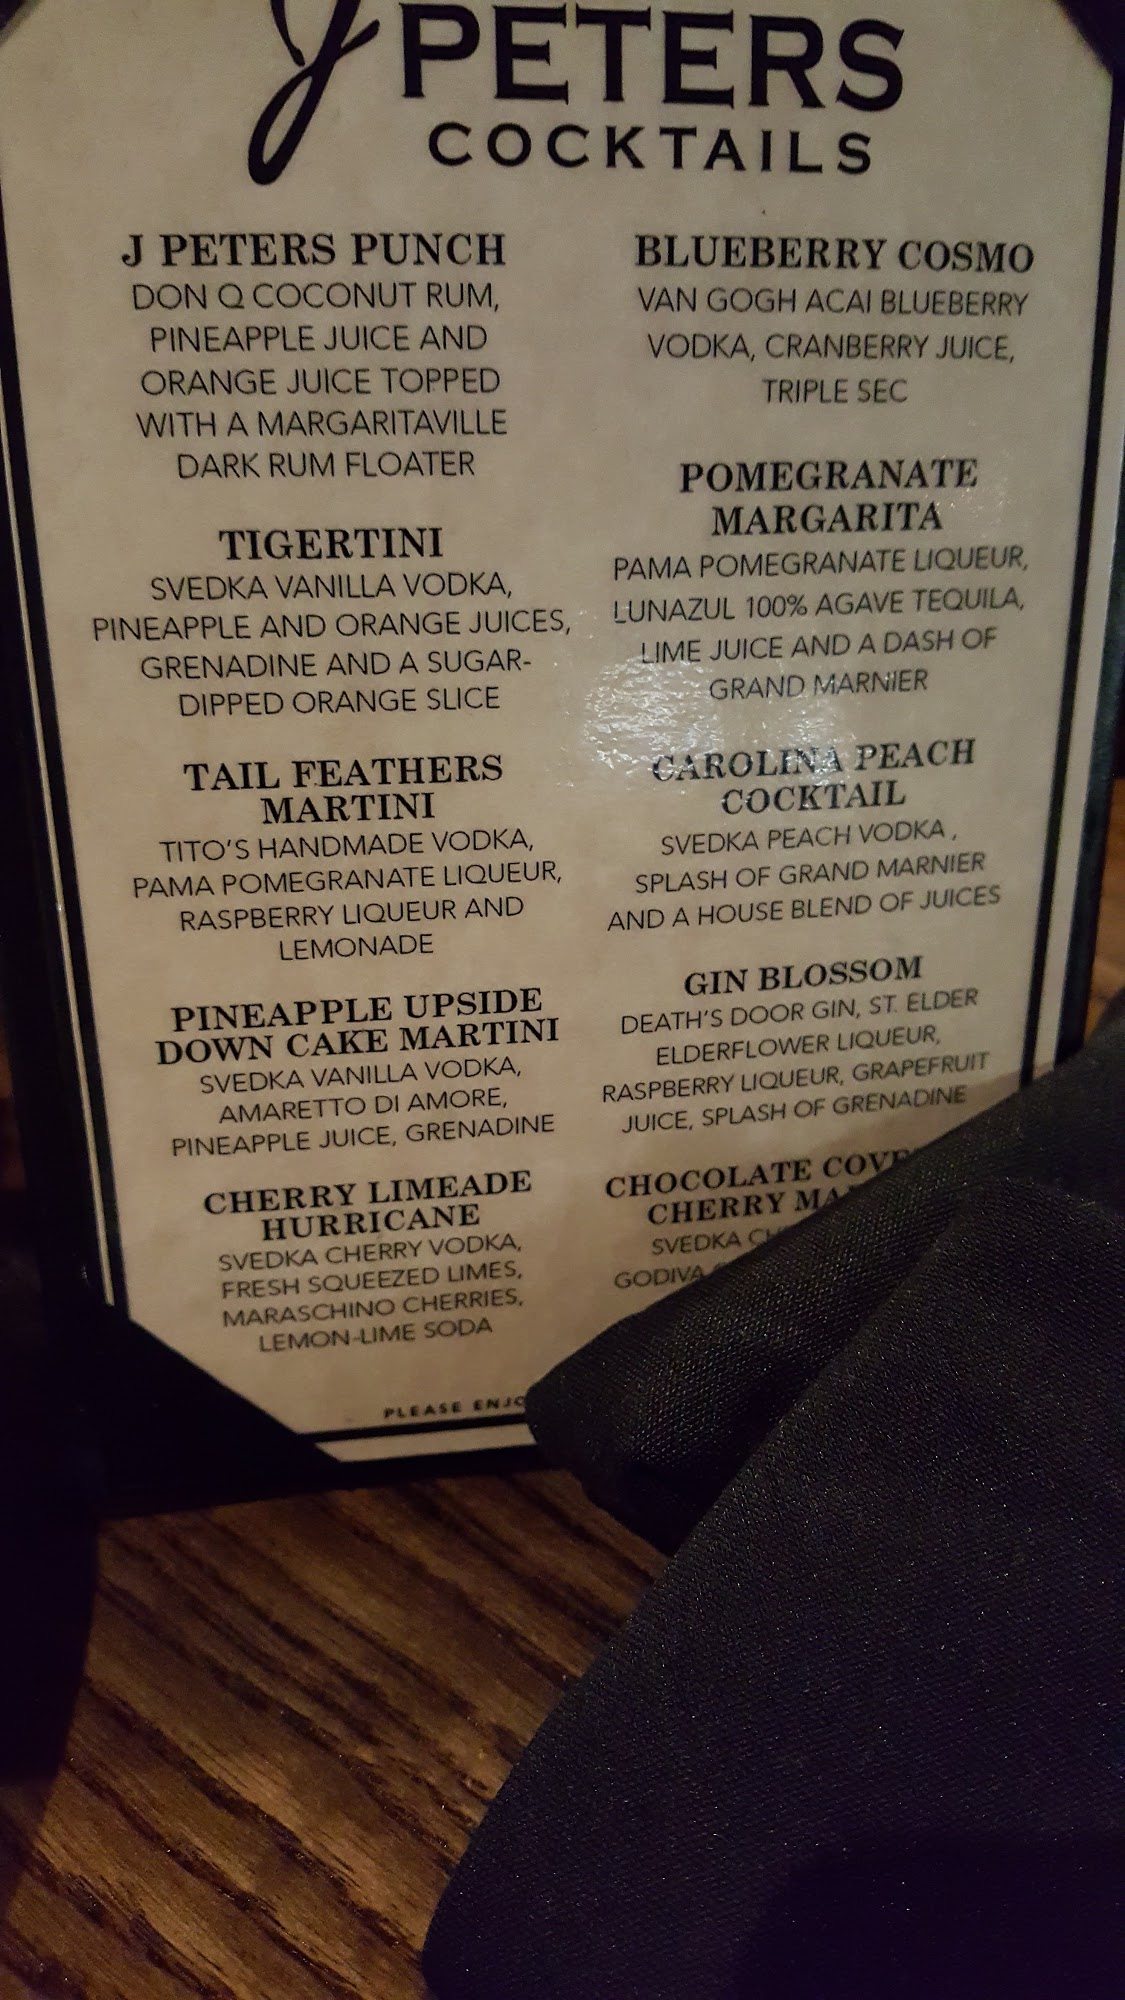 J PETERS
COCKTAILS
J PETERS PUNCH
DON Q COCONUT RUM,
PINEAPPLE JUICE AND
ORANGE JUICE TOPPED
WITH A MARGARITAVILLE
DARK RUM FLOATER
TIGERTINI
SVEDKA VANILLA VODKA,
PINEAPPLE AND ORANGE JUICES,
GRENADINE AND A SUGAR-
DIPPED ORANGE SLICE
TAIL FEATHERS
MARTINI
TITO'S HANDMADE VODKA,
PAMA POMEGRANATE LIQUEUR,
RASPBERRY LIQUEUR AND
LEMONADE
PINEAPPLE UPSIDE
DOWN CAKE MARTINI
SVEDKA VANILLA VODKA,
AMARETTO DI AMORE,
PINEAPPLE JUICE, GRENADINE
CHERRY LIMEADE
HURRICANE
SVEDKA CHERRY VODKA,
FRESH SQUEEZED LIMES,
MARASCHINO CHERRIES,
LEMON-LIME SODA
BLUEBERRY COSMO
VAN GOGH ACAI BLUEBERRY
VODKA, CRANBERRY JUICE,
TRIPLE SEC
POMEGRANATE
MARGARITA
PAMA POMEGRANATE LIQUEUR,
LUNAZUL 100% AGAVE TEQUILA,
LIME JUICE AND A DASH OF
GRAND MARNIER
CAROLINA PEACH
COCKTAIL
SVEDKA PEACH VODKA ,
SPLASH OF GRAND MARNIER
AND A HOUSE BLEND OF JUICES
GIN BLOSSOM
DEATH'S DOOR GIN, ST. ELDER
ELDERFLOWER LIQUEUR,
RASPBERRY LIQUEUR, GRAPEFRUIT
JUICE, SPLASH OF GRENADINE
CHOCOLATE
CHERRY
SVEDKA
GODIVA
PLEASE